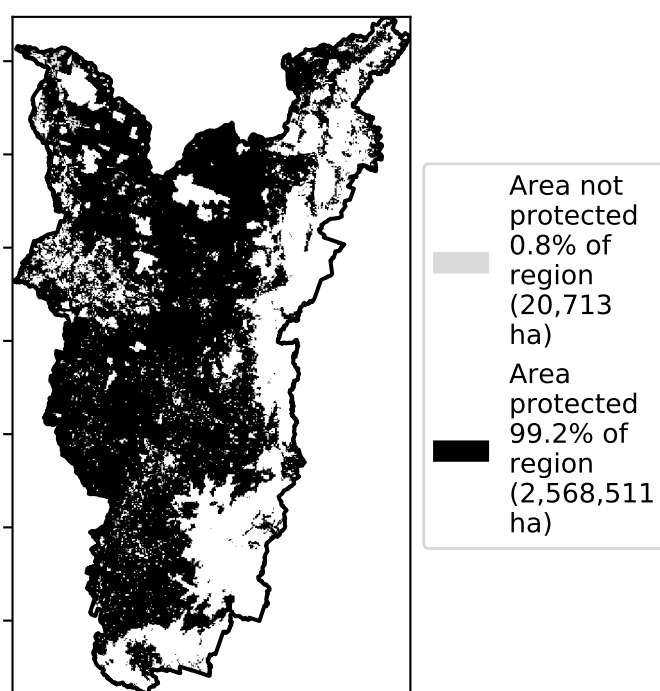 Area not
protected
0.8% of
region
(20,713
ha)
Area
protected
99.2% of
region
(2,568,511
ha)